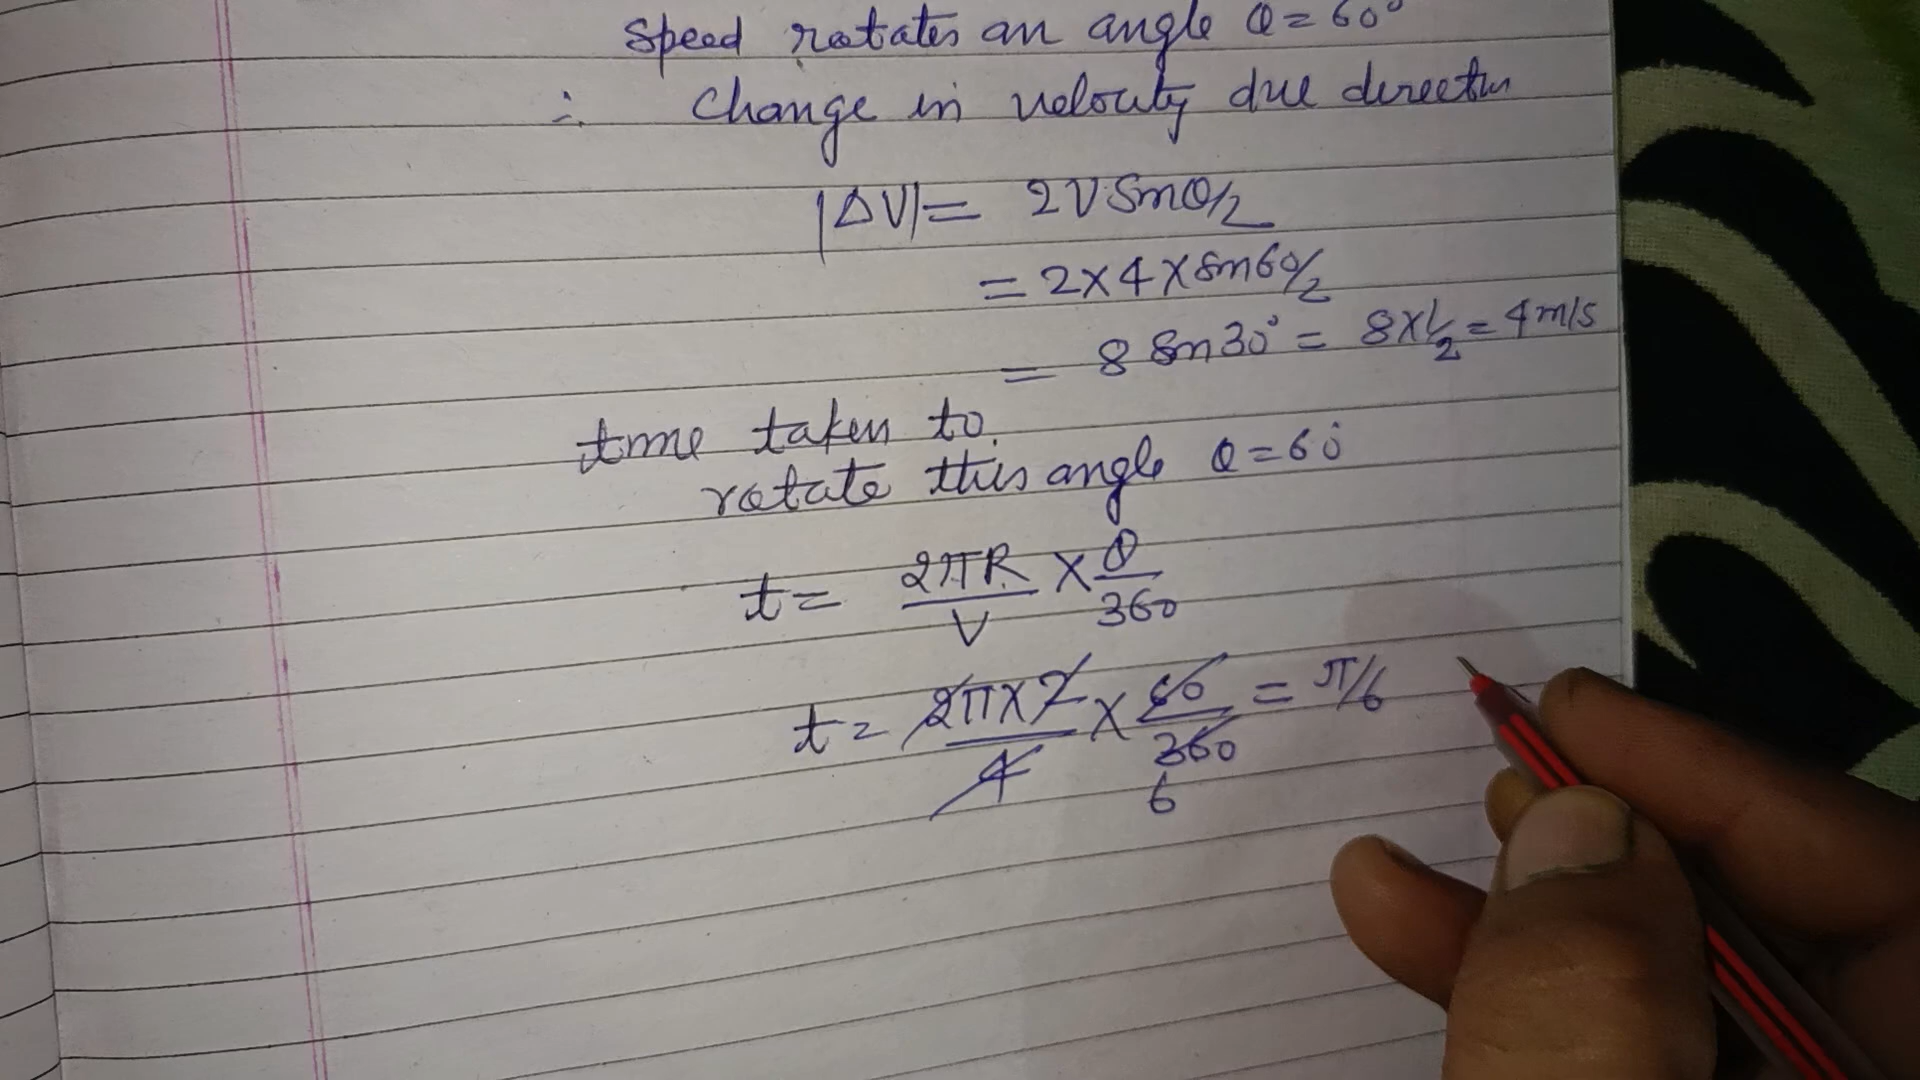 Speed rotates an angle θ = 60°
∴ Change in velocity due direction
|ΔV| = 2V Sin θ/2
= 2 × 4 × Sin 60/2
= 8 Sin 30° = 8 × 1/2 = 4 m/s
time taken to
rotate this angle θ = 60°
t = 2πR/V × θ/360
t = 2π × 2/4 × 60/360 = π/6
6